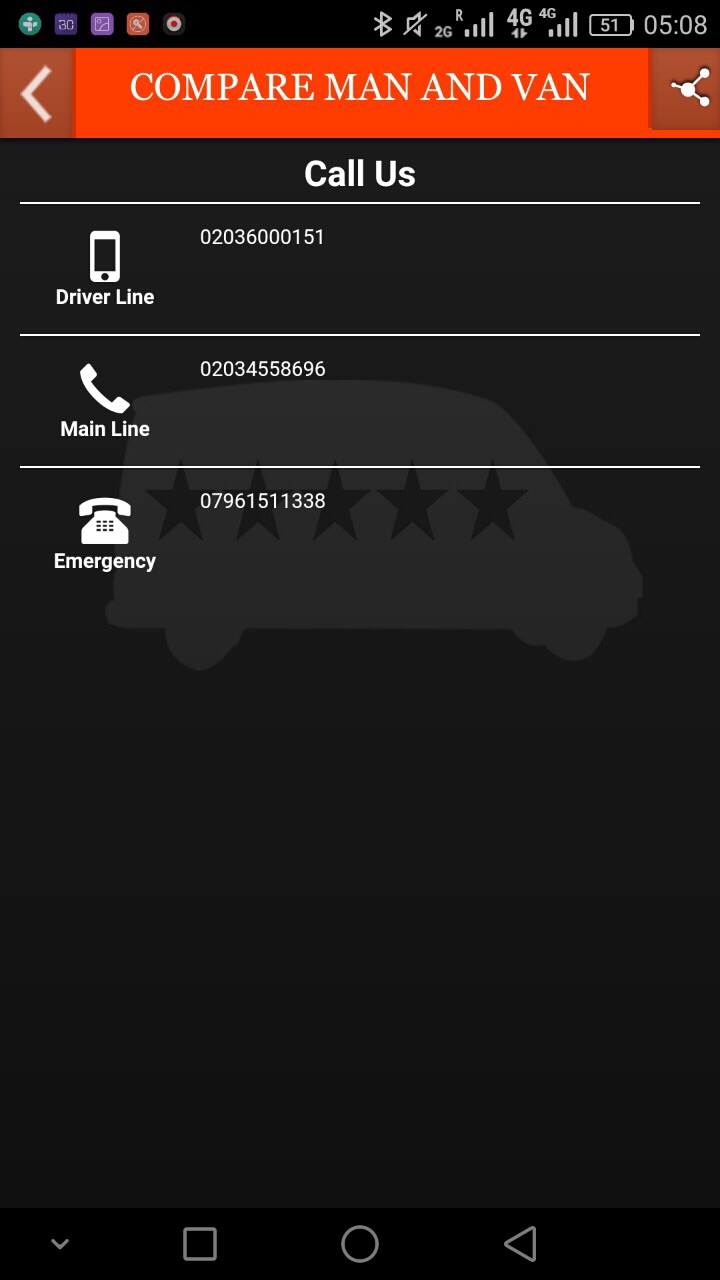 2G R 4G 4G 51 05:08
COMPARE MAN AND VAN
Call Us
02036000151
Driver Line
02034558696
Main Line
07961511338
Emergency